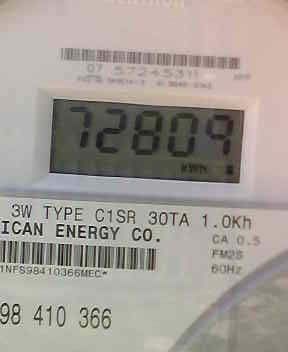 07 57245311
72809
KWH
3W TYPE C1SR 30TA 1.0Kh
ICAN ENERGY CO.
CA 0.5
FM2S
60Hz
1NFS98410366MEC*
98 410 366